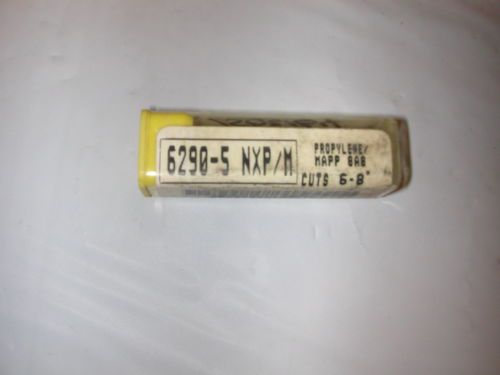 6290-5 NXP/M
PROPYLENE/
MAPP GAS
CUTS 6-8"